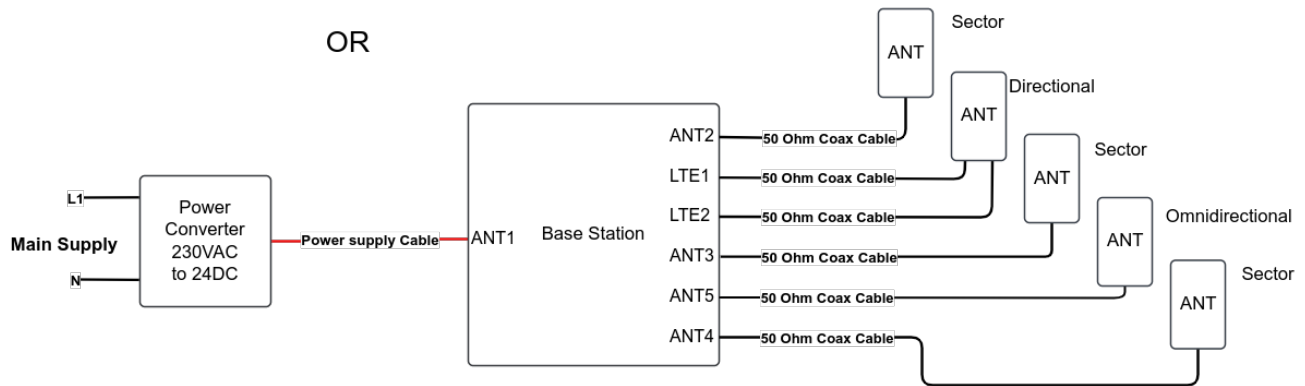 OR
Sector
ANT
Directional
ANT
ANT2
50 Ohm Coax Cable
Sector
ANT
LTE1
50 Ohm Coax Cable
LTE2
50 Ohm Coax Cable
Omnidirectional
ANT
ANT3
50 Ohm Coax Cable
Sector
ANT
ANT5
50 Ohm Coax Cable
ANT4
50 Ohm Coax Cable
L1
Main Supply
N
Power
Converter
230VAC
to 24DC
Power supply Cable
ANT1
Base Station